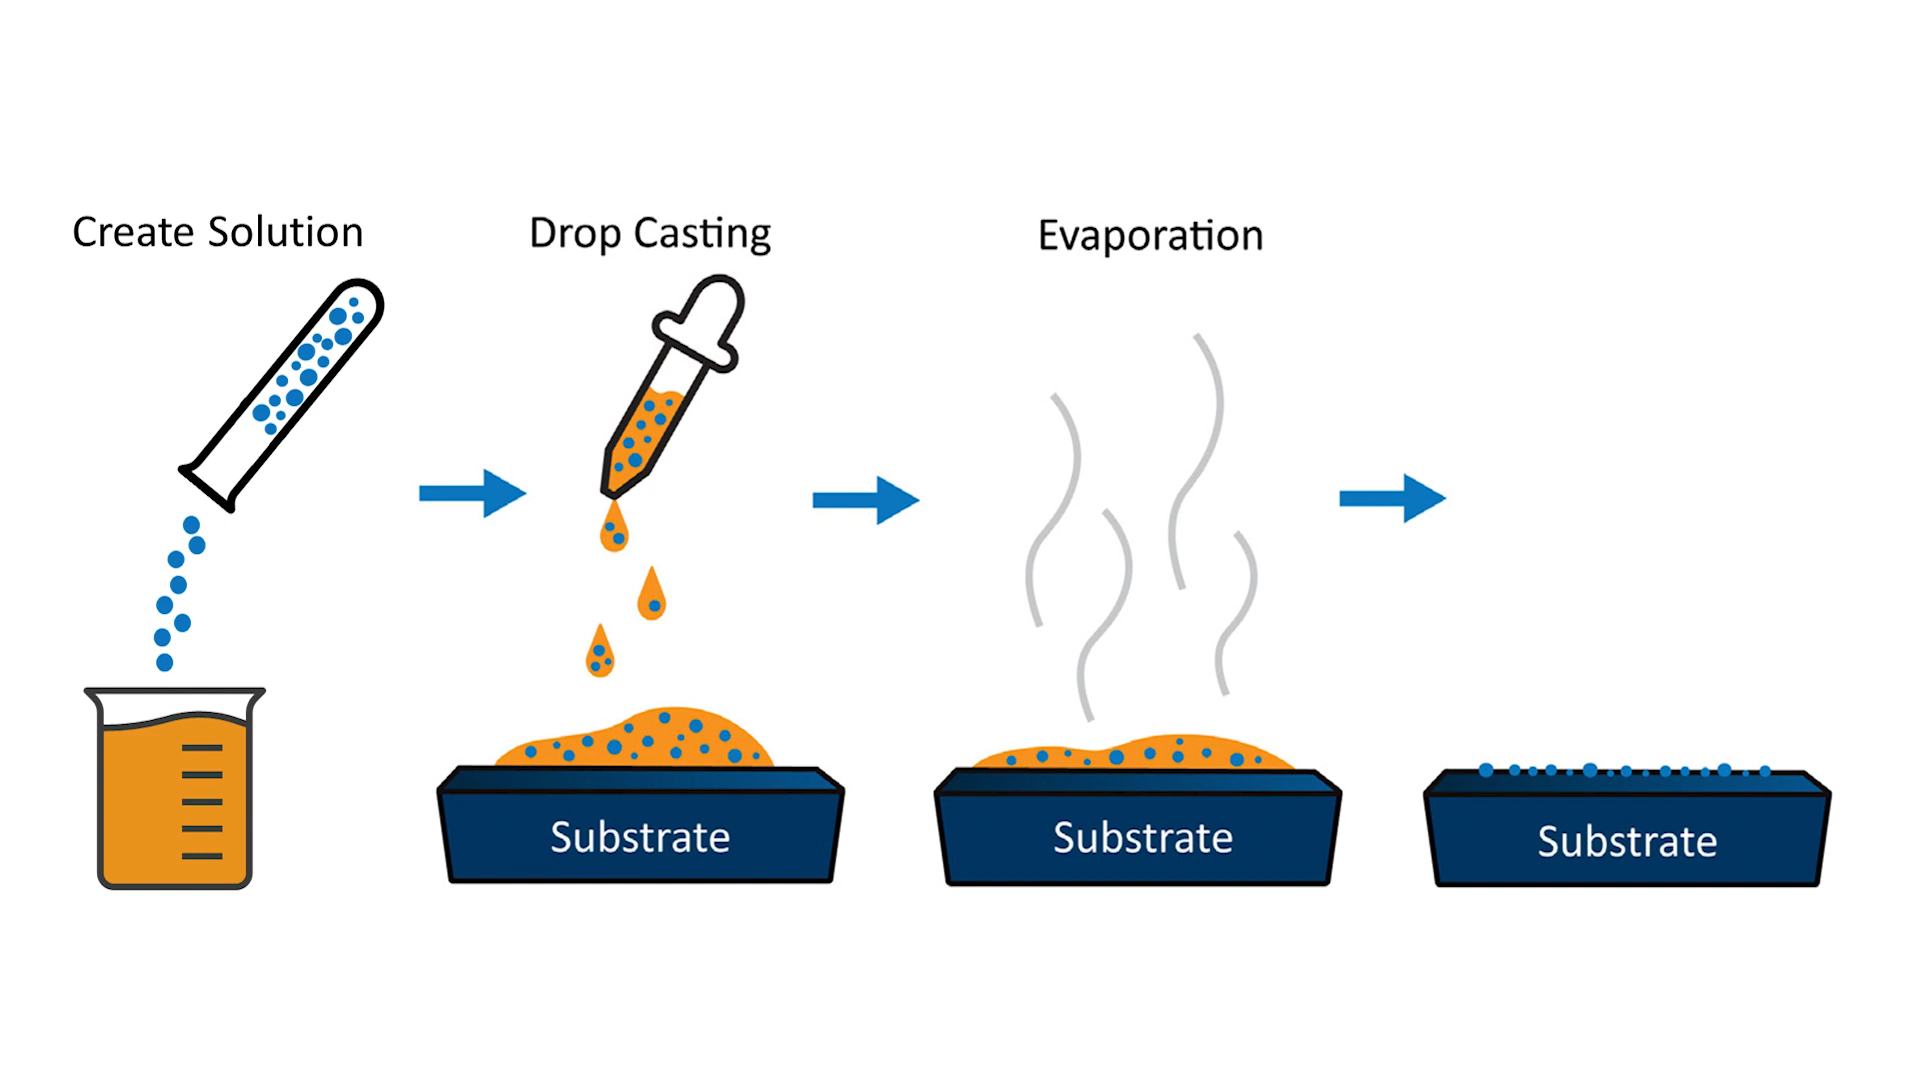 Create Solution
Drop Casting
Evaporation
Substrate
Substrate
Substrate